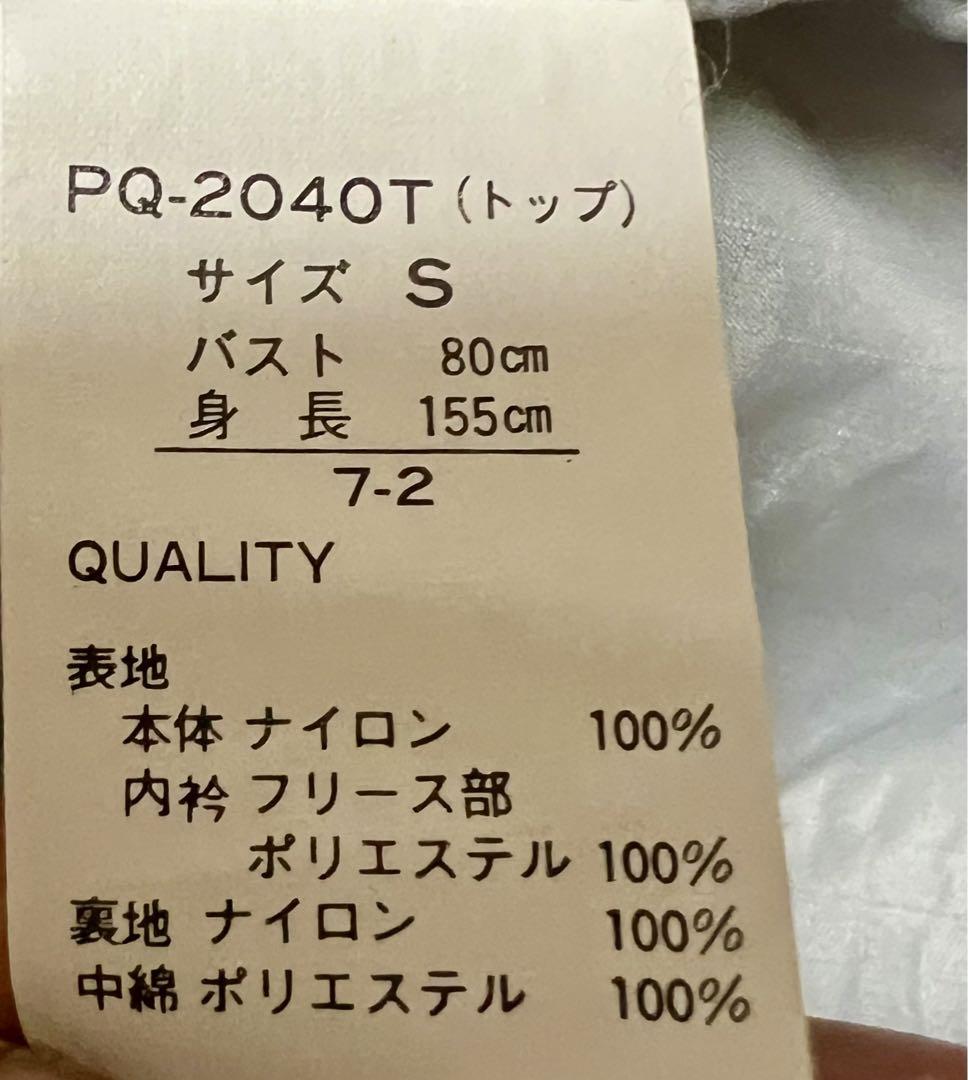 PQ-2040T (トップ)
サイズ S
バスト 80cm
身長 155cm
7-2
QUALITY
表地
本体 ナイロン 100%
内衿 フリース部
ポリエステル 100%
裏地 ナイロン 100%
中綿 ポリエステル 100%